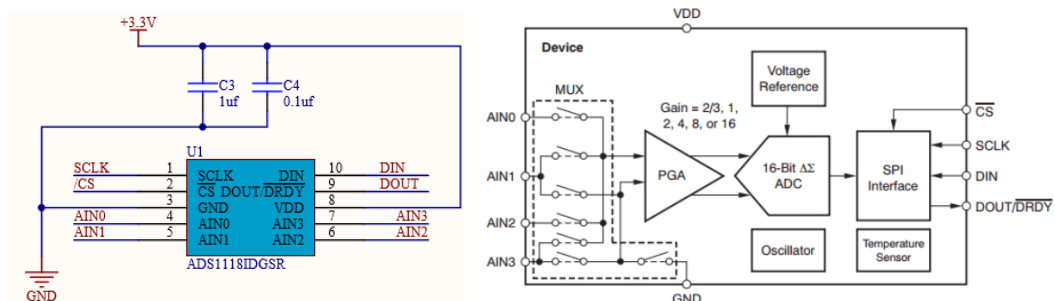 +3.3V
C3
1uf
C4
0.1uf
U1
SCLK 1 SCLK DIN 10 DIN
/CS 2 CS DOUT/DRDY 9 DOUT
3 GND VDD 8
AIN0 4 AIN0 AIN3 7 AIN3
AIN1 5 AIN1 AIN2 6 AIN2
ADS1118IDGSR
GND
VDD
Device
Voltage
Reference
MUX
Gain = 2/3, 1,
2, 4, 8, or 16
AIN0
AIN1
AIN2
AIN3
PGA
16-Bit ΔΣ
ADC
SPI
Interface
CS
SCLK
DIN
DOUT/DRDY
Oscillator
Temperature
Sensor
GND